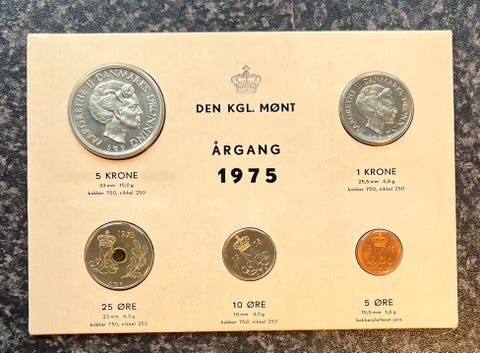 MARGRETHE II DANMARKS DRONNING
DEN KGL. MØNT
MARGRETHE II DANMARKS DRONNING
ÅRGANG
1975
5 KRONE
33 mm 15,0 g
kobber 750, nikkel 250
1 KRONE
25,5 mm 6,8 g
kobber 750, nikkel 250
1975
25 ØRE
23 mm 4,3 g
kobber 750, nikkel 250
10 ØRE
18 mm 3,0 g
kobber 750, nikkel 250
5 ØRE
15,5 mm 1,6 g
kobberplatteret jern